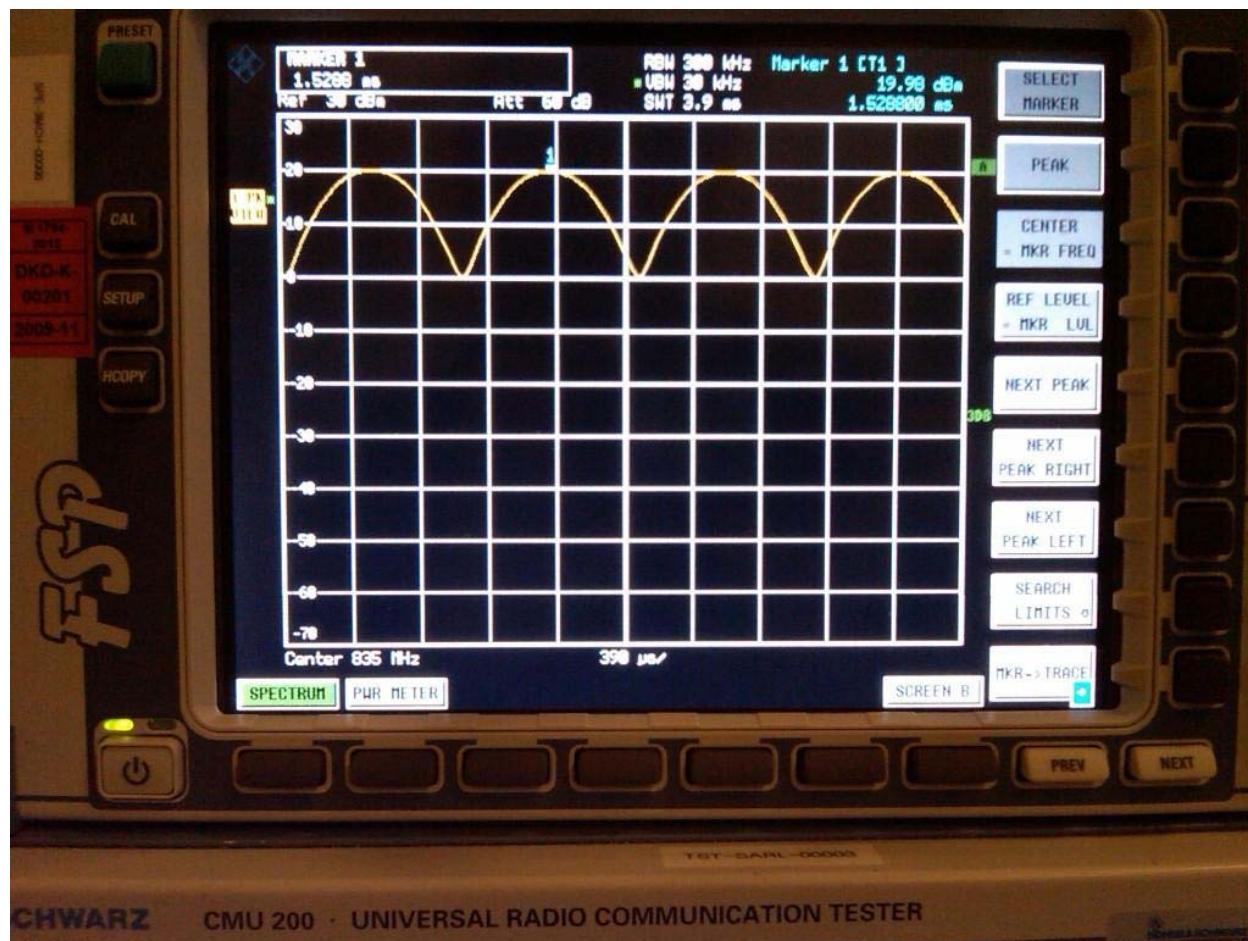 PRESET
MARKER 1
1.5288 ms
RBW 300 kHz
Marker 1 [T1 ]
VBW 30 kHz
19.98 dBm
Ref 30 dBm
Att 60 dB
SWT 3.9 ms
1.528800 ms
SELECT
MARKER
30
1
20
A
PEAK
10
CAL
CENTER
= MKR FREQ
0
DKD-K-
00201
2009-11
SETUP
REF LEVEL
= MKR LVL
-10
HCOPY
-20
NEXT PEAK
3DB
-30
NEXT
PEAK RIGHT
-40
-50
NEXT
PEAK LEFT
FSP
-60
SEARCH
LIMITS
-70
Center 835 MHz
390 µs/
MKR->TRACE
SPECTRUM
PWR METER
SCREEN B
PREV
NEXT
CHWARZ
CMU 200 · UNIVERSAL RADIO COMMUNICATION TESTER